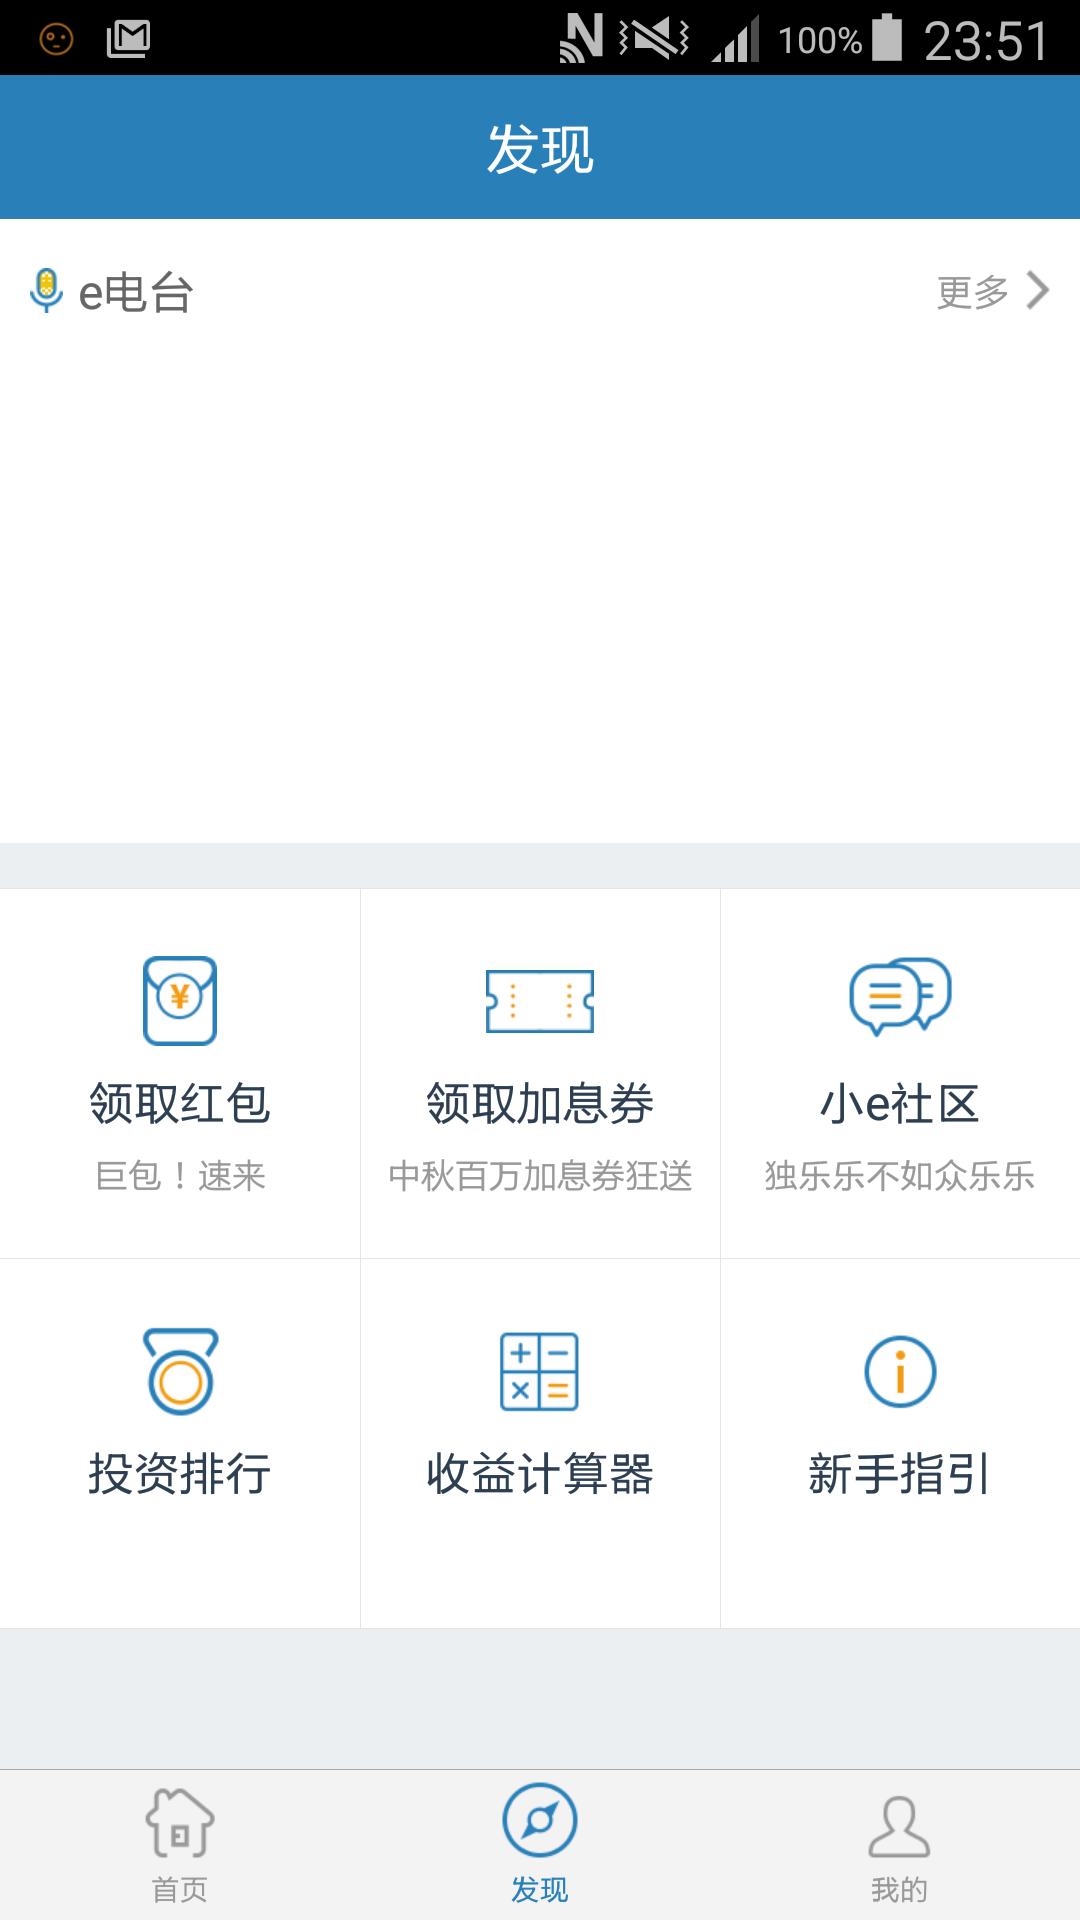 100% 23:51
发现
e电台 更多
领取红包 领取加息券 小e社区
巨包！速来 中秋百万加息券狂送 独乐乐不如众乐乐
投资排行 收益计算器 新手指引
首页 发现 我的